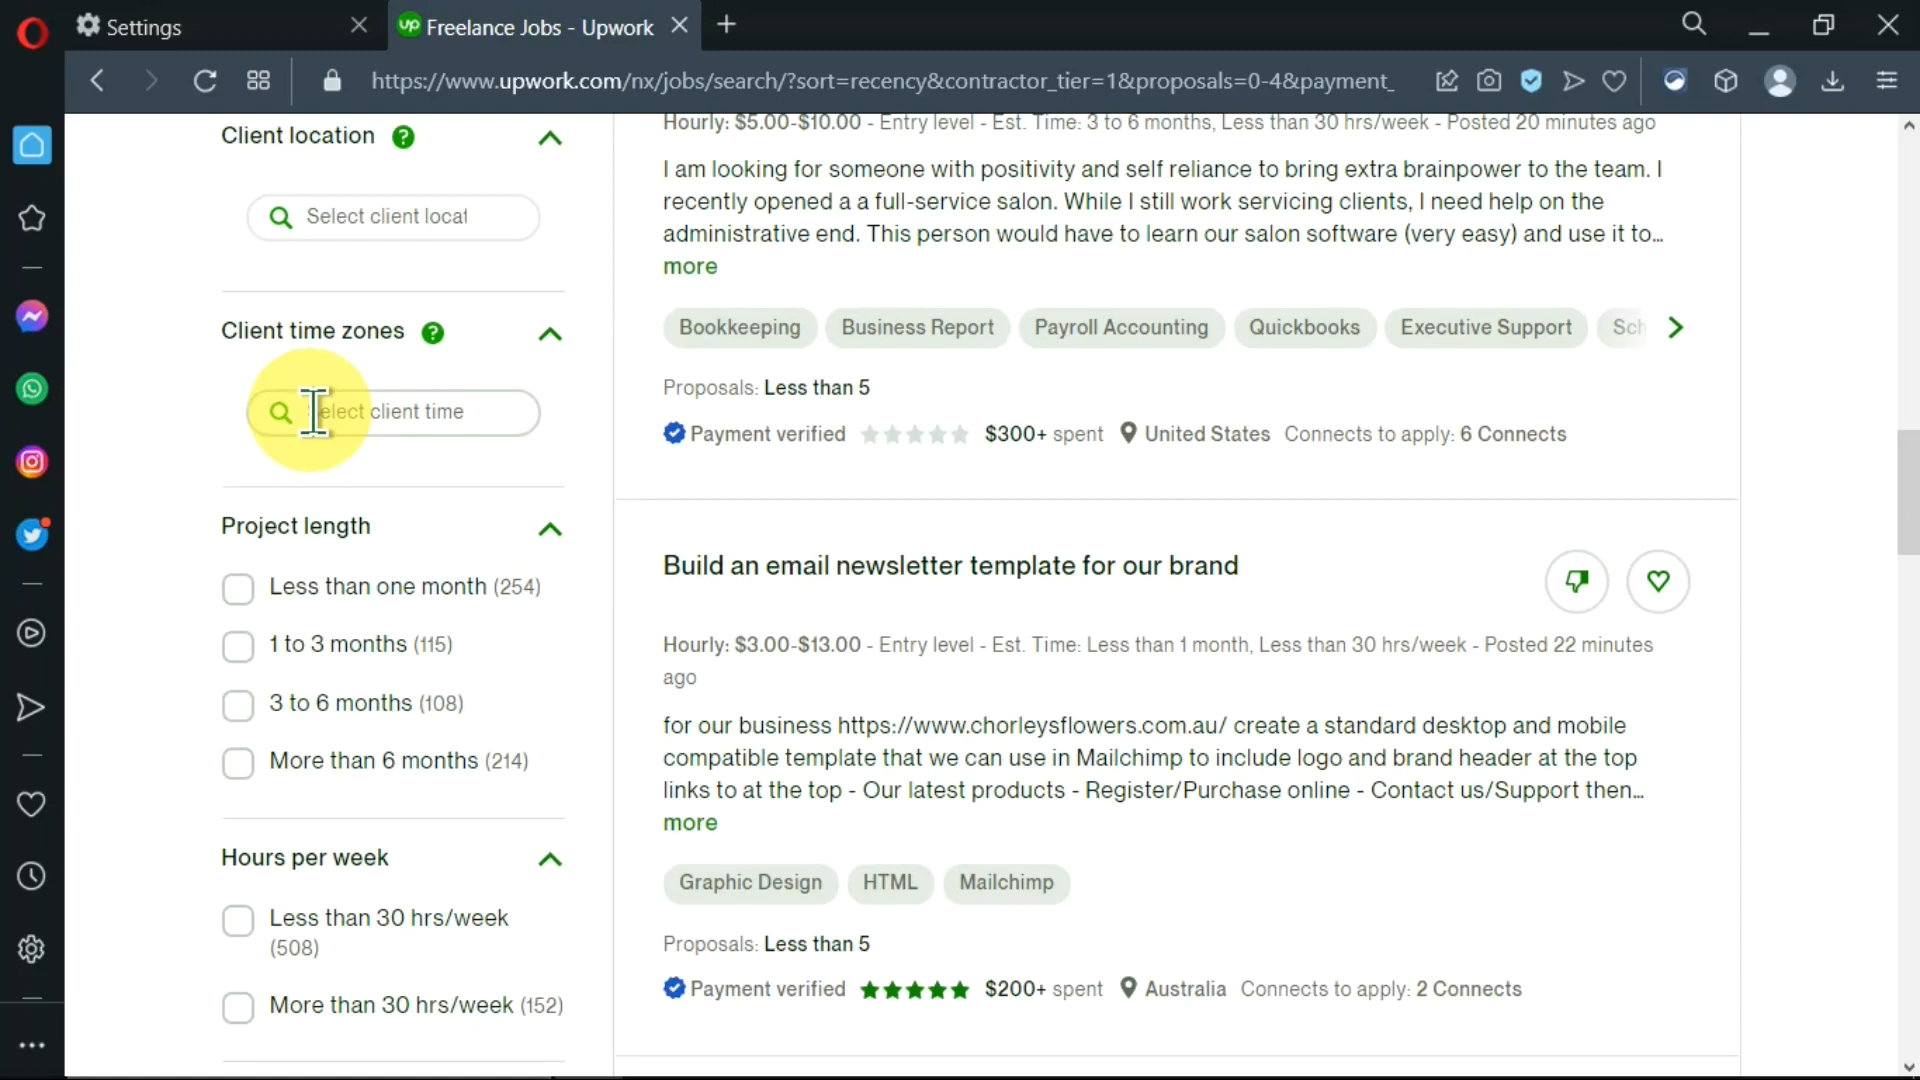 Settings
up Freelance Jobs - Upwork
https://www.upwork.com/nx/jobs/search/?sort=recency&contractor_tier=1&proposals=0-4&payment_
Client location ?
Select client locat
Client time zones ?
elect client time
Project length
Less than one month (254)
1 to 3 months (115)
3 to 6 months (108)
More than 6 months (214)
Hours per week
Less than 30 hrs/week
(508)
More than 30 hrs/week (152)
Hourly: $5.00-$10.00 - Entry level - Est. Time: 3 to 6 months, Less than 30 hrs/week - Posted 20 minutes ago
I am looking for someone with positivity and self reliance to bring extra brainpower to the team. I
recently opened a a full-service salon. While I still work servicing clients, I need help on the
administrative end. This person would have to learn our salon software (very easy) and use it to...
more
Bookkeeping Business Report Payroll Accounting Quickbooks Executive Support Sch
Proposals: Less than 5
Payment verified $300+ spent United States Connects to apply: 6 Connects
Build an email newsletter template for our brand
Hourly: $3.00-$13.00 - Entry level - Est. Time: Less than 1 month, Less than 30 hrs/week - Posted 22 minutes
ago
for our business https://www.chorleysflowers.com.au/ create a standard desktop and mobile
compatible template that we can use in Mailchimp to include logo and brand header at the top
links to at the top - Our latest products - Register/Purchase online - Contact us/Support then...
more
Graphic Design HTML Mailchimp
Proposals: Less than 5
Payment verified $200+ spent Australia Connects to apply: 2 Connects